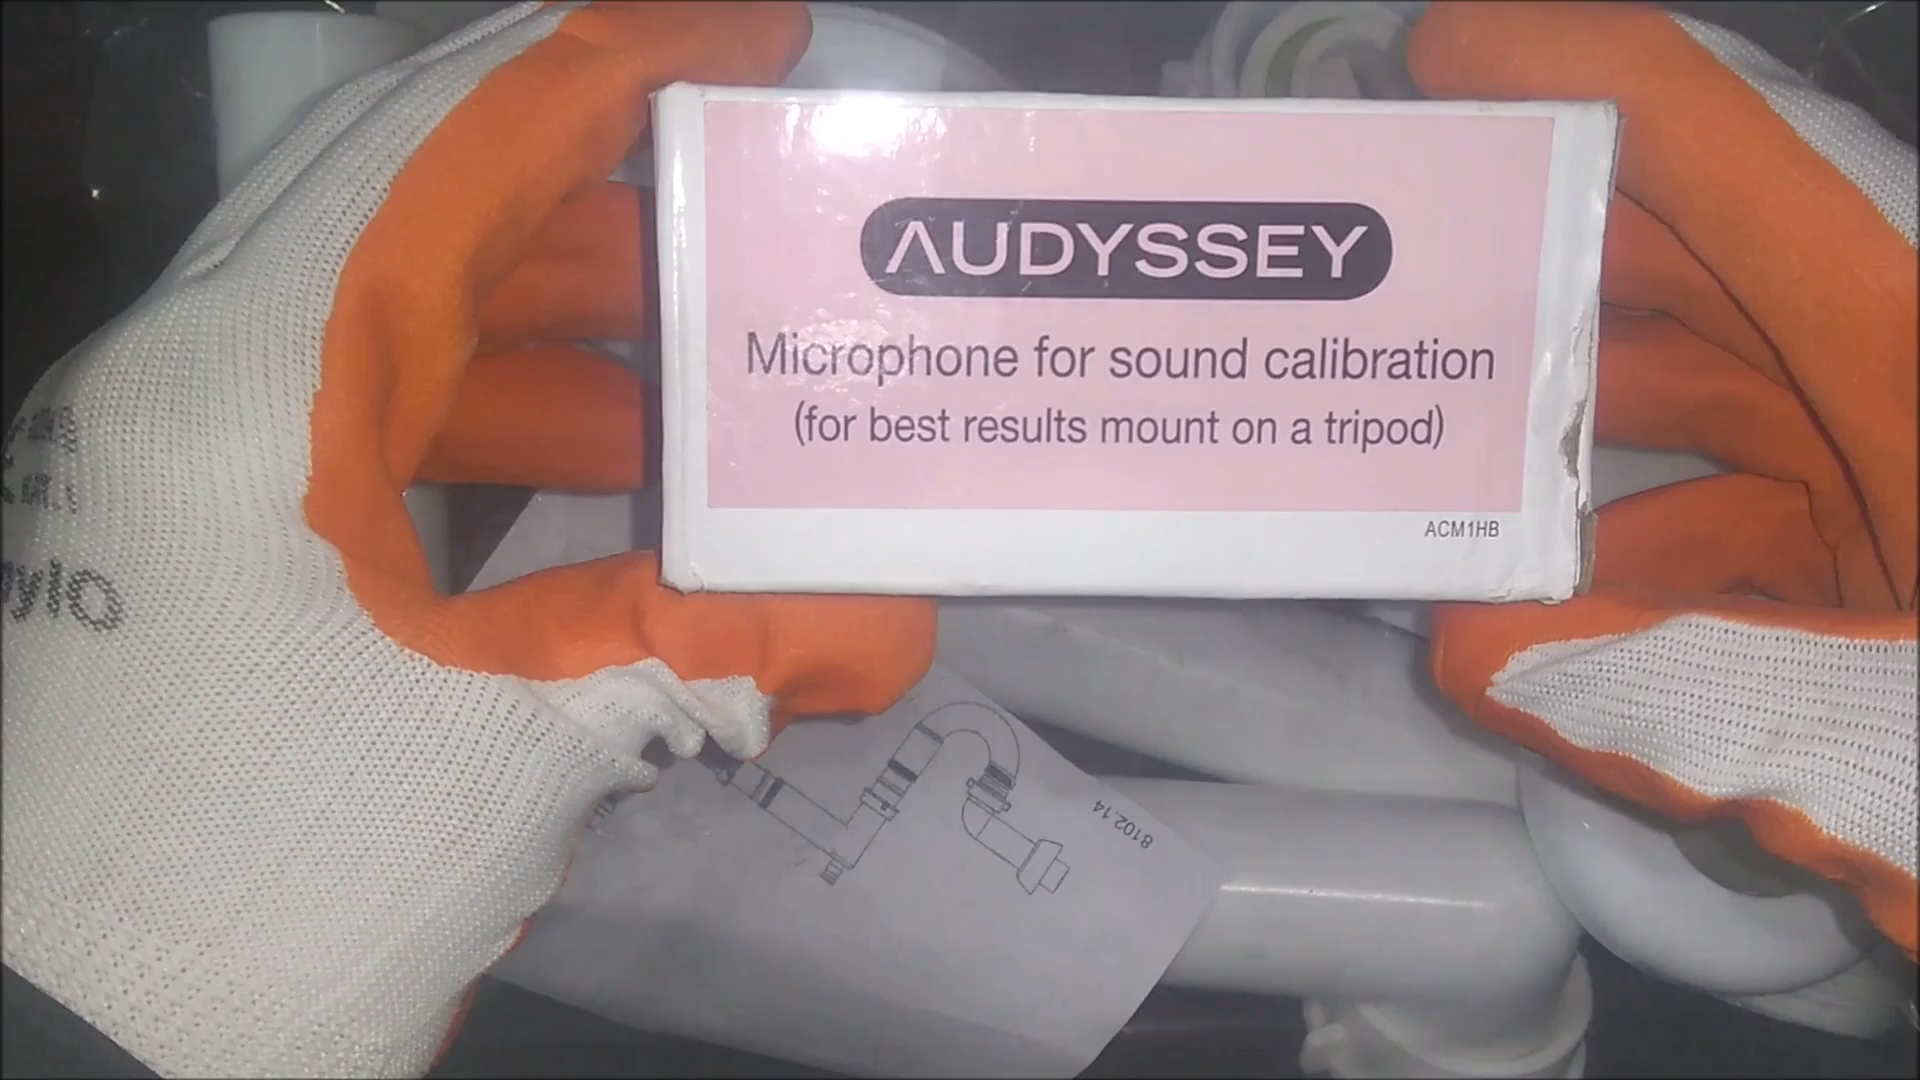 AUDYSSEY
Microphone for sound calibration
(for best results mount on a tripod)
ACM1HB
8102.14